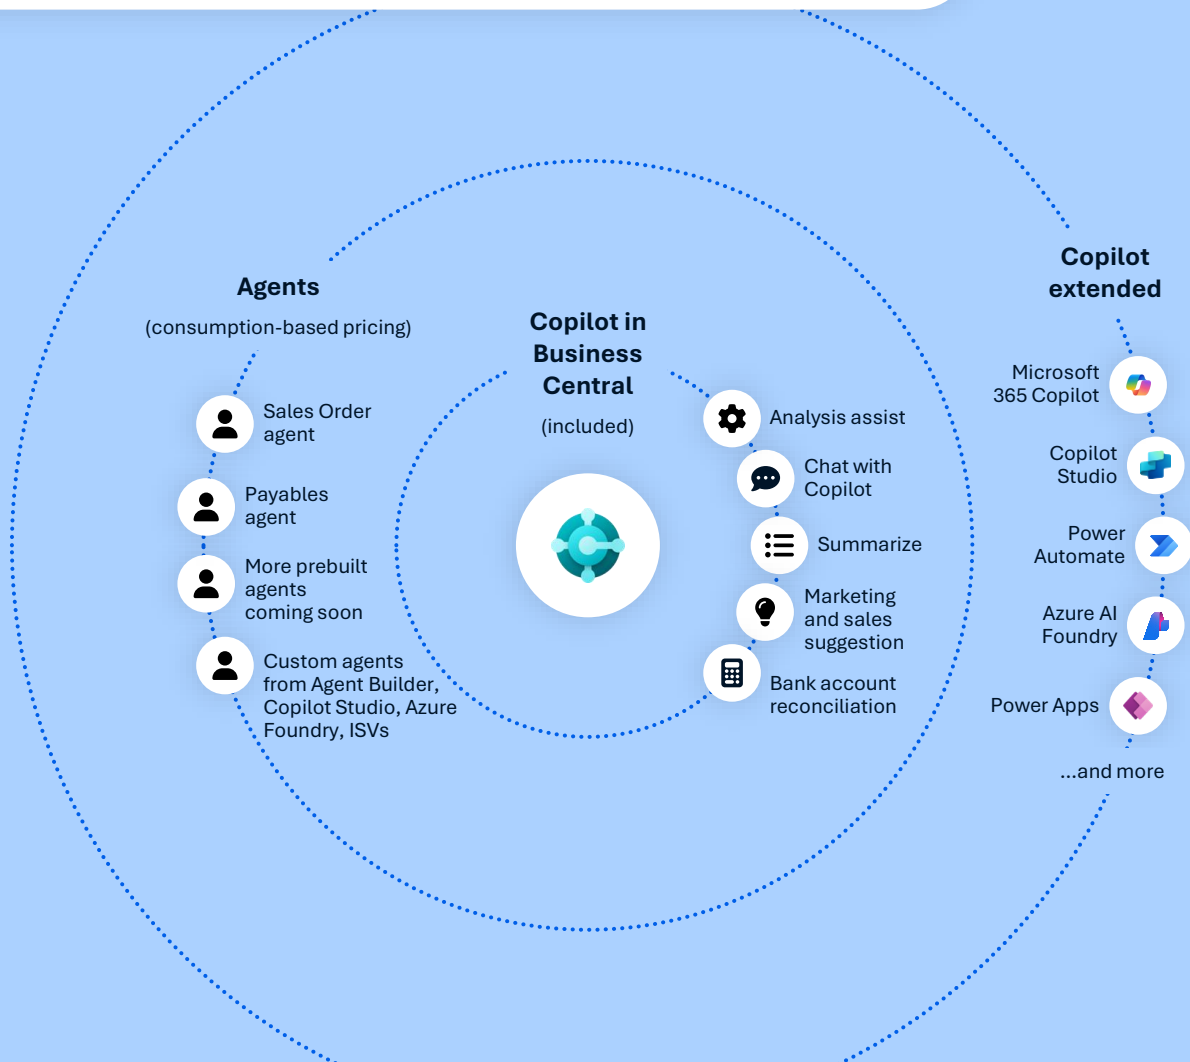 Agents
(consumption-based pricing)
Sales Order
agent
Payables
agent
More prebuilt
agents
coming soon
Custom agents
from Agent Builder,
Copilot Studio, Azure
Foundry, ISVs
Copilot in
Business
Central
(included)
Analysis assist
Chat with
Copilot
Summarize
Marketing
and sales
suggestion
Bank account
reconciliation
Copilot
extended
Microsoft
365 Copilot
Copilot
Studio
Power
Automate
Azure AI
Foundry
Power Apps
...and more